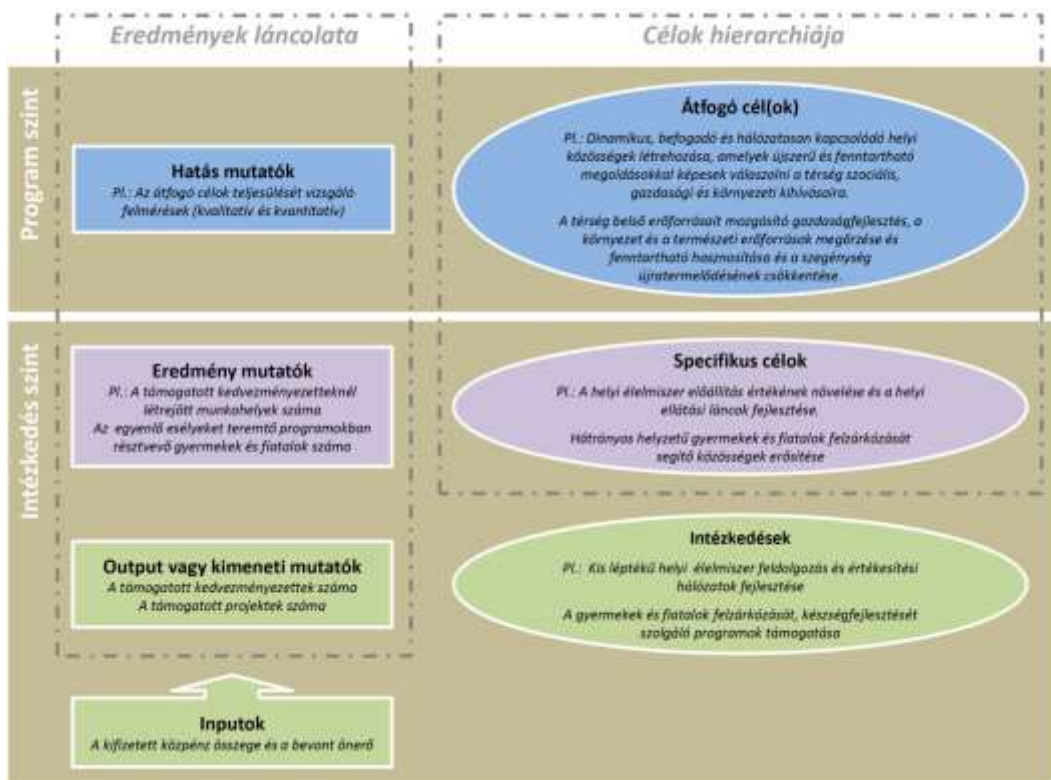 Eredmények láncolata
Célok hierarchiája
Program szint
Hatás mutatók
Pl.: Az átfogó célok teljesülését vizsgáló
felmérések (kvalitatív és kvantitatív)
Átfogó cél(ok)
Pl.: Dinamikus, befogadó és hálózatosan kapcsolódó helyi
közösségek létrehozása, amelyek újszerű és fenntartható
megoldásokkal képesek válaszolni a térség szociális,
gazdasági és környezeti kihívásaira.
A térség belső erőforrásait mozgósító gazdaságfejlesztés, a
környezet és a természeti erőforrások megőrzése és
fenntartható hasznosítása és a szegénység
újratermelődésének csökkentése.
Intézkedés szint
Eredmény mutatók
Pl.: A támogatott kedvezményezetteknél
létrejött munkahelyek száma
Az egyenlő esélyeket teremtő programokban
résztvevő gyermekek és fiatalok száma
Specifikus célok
Pl.: A helyi élelmiszer előállítás értékének növelése és a helyi
ellátási láncok fejlesztése.
Hátrányos helyzetű gyermekek és fiatalok felzárkózását
segítő közösségek erősítése
Output vagy kimeneti mutatók
A támogatott kedvezményezettek száma
A támogatott projektek száma
Intézkedések
Pl.: Kis léptékű helyi élelmiszer feldolgozás és értékesítési
hálózatok fejlesztése
A gyermekek és fiatalok felzárkózását, készségfejlesztését
szolgáló programok támogatása
Inputok
A kifizetett közpénz összege és a bevont önerő